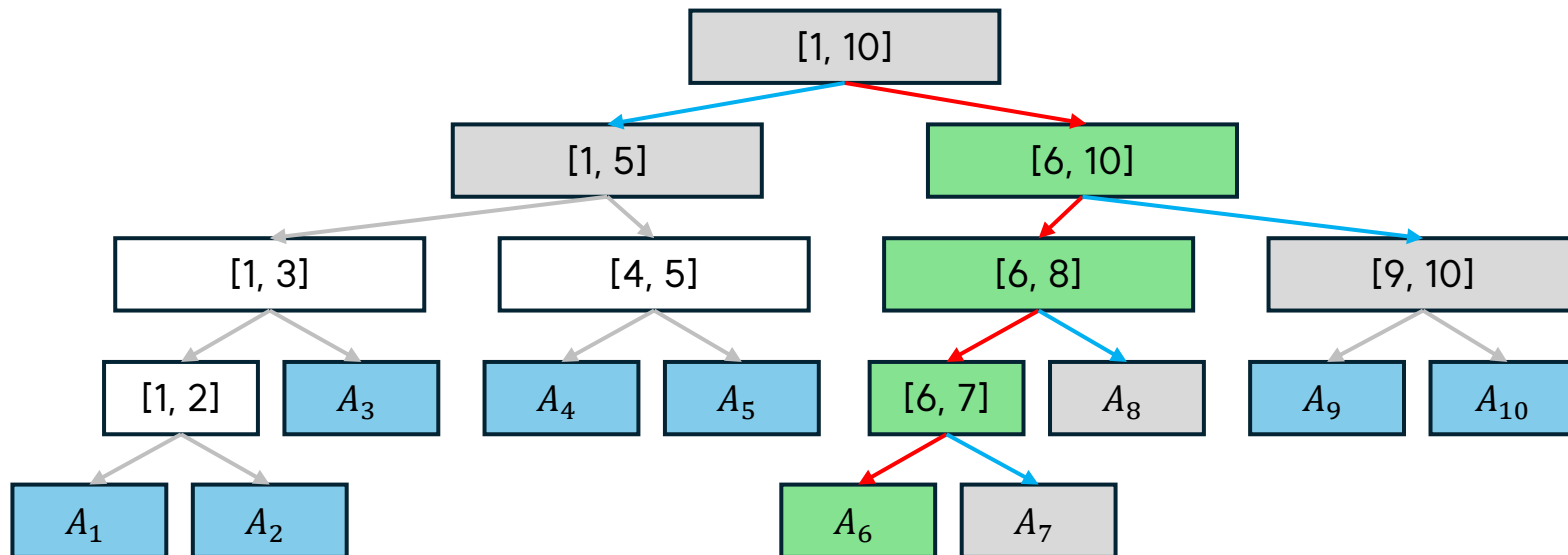 [1, 10]
[1, 5]
[6, 10]
[1, 3]
[4, 5]
[6, 8]
[9, 10]
[1, 2]
A₃
A₄
A₅
[6, 7]
A₈
A₉
A₁₀
A₁
A₂
A₆
A₇